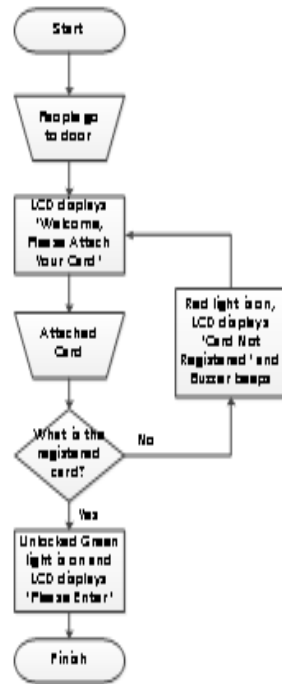 Start
People go
to door
LCD displays
'Welcome,
Please Attach
Your Card'
Attached
Card
What is the
registered
card?
No
Red light is on,
LCD displays
'Card Not
Registered' and
Buzzer beeps
Yes
Unlocked Green
light is on and
LCD displays
'Please Enter'
Finish